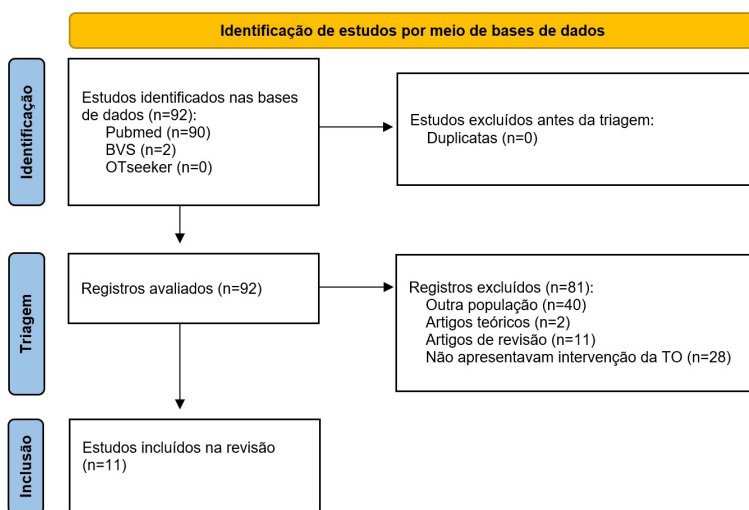 Identificação de estudos por meio de bases de dados
Identificação
Estudos identificados nas bases
de dados (n=92):
Pubmed (n=90)
BVS (n=2)
OTseeker (n=0)
Estudos excluídos antes da triagem:
Duplicatas (n=0)
Triagem
Registros avaliados (n=92)
Registros excluídos (n=81):
Outra população (n=40)
Artigos teóricos (n=2)
Artigos de revisão (n=11)
Não apresentavam intervenção da TO (n=28)
Inclusão
Estudos incluídos na revisão
(n=11)